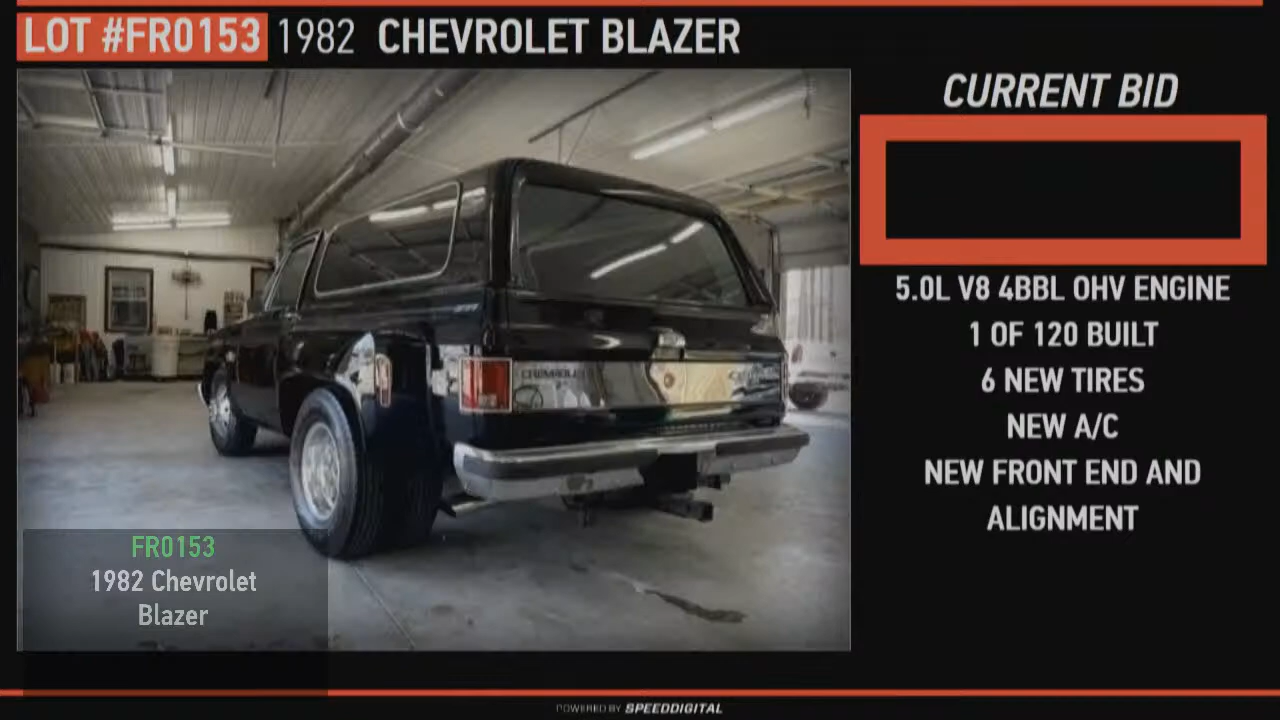 LOT #FR0153 1982 CHEVROLET BLAZER
CURRENT BID
5.0L V8 4BBL OHV ENGINE
1 OF 120 BUILT
6 NEW TIRES
NEW A/C
NEW FRONT END AND
ALIGNMENT
CHEVROLET
FR0153
1982 Chevrolet
Blazer
POWERED BY SPEEDDIGITAL